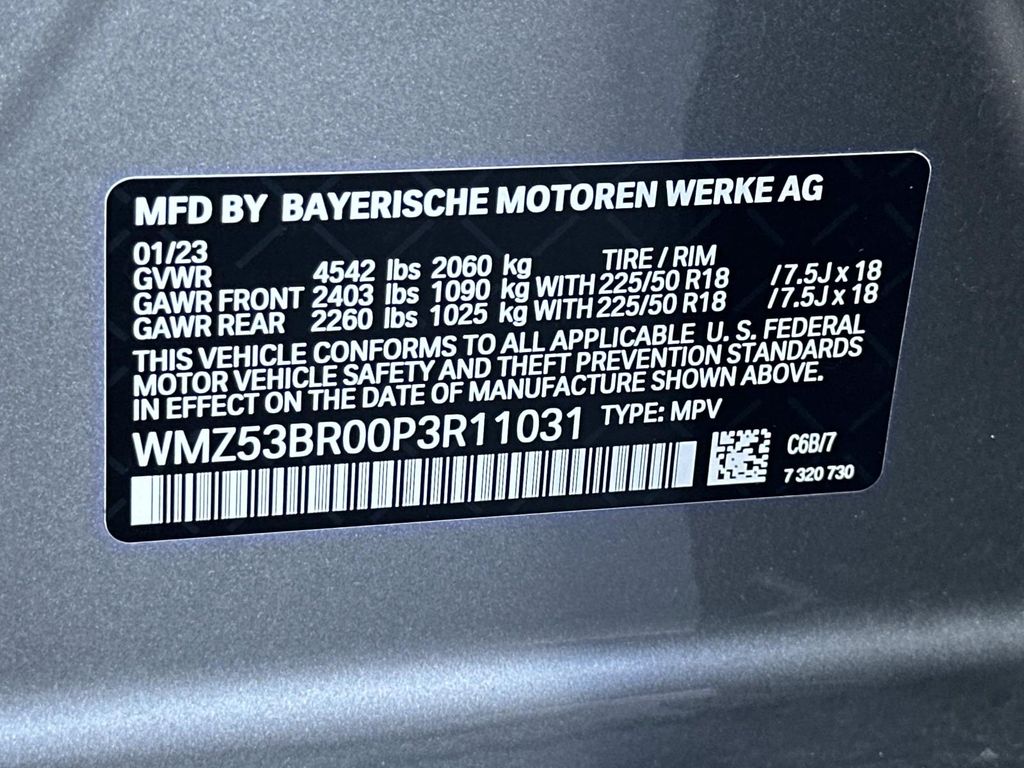 MFD BY BAYERISCHE MOTOREN WERKE AG
01/23 TIRE / RIM
GVWR 4542 lbs 2060 kg
GAWR FRONT 2403 lbs 1090 kg WITH 225/50 R18 /7.5J x 18
GAWR REAR 2260 lbs 1025 kg WITH 225/50 R18 /7.5J x 18
THIS VEHICLE CONFORMS TO ALL APPLICABLE U. S. FEDERAL
MOTOR VEHICLE SAFETY AND THEFT PREVENTION STANDARDS
IN EFFECT ON THE DATE OF MANUFACTURE SHOWN ABOVE.
WMZ53BR00P3R11031 TYPE: MPV
C6B/7
7 320 730